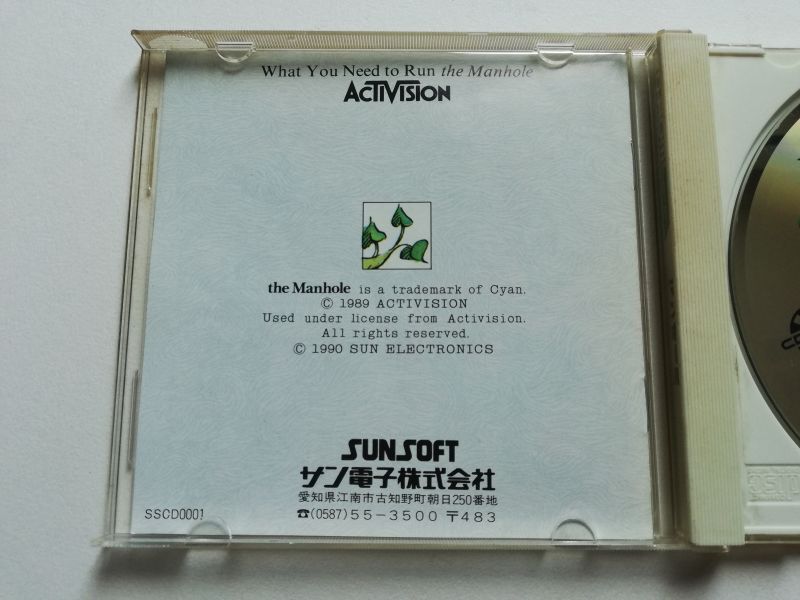 What You Need to Run the Manhole
ACTIVISION
the Manhole is a trademark of Cyan.
© 1989 ACTIVISION
Used under license from Activision.
All rights reserved.
© 1990 SUN ELECTRONICS
SUNSOFT
サン電子株式会社
愛知県江南市古知野町朝日250番地
☎(0587)55-3500 〒483
SSCD0001